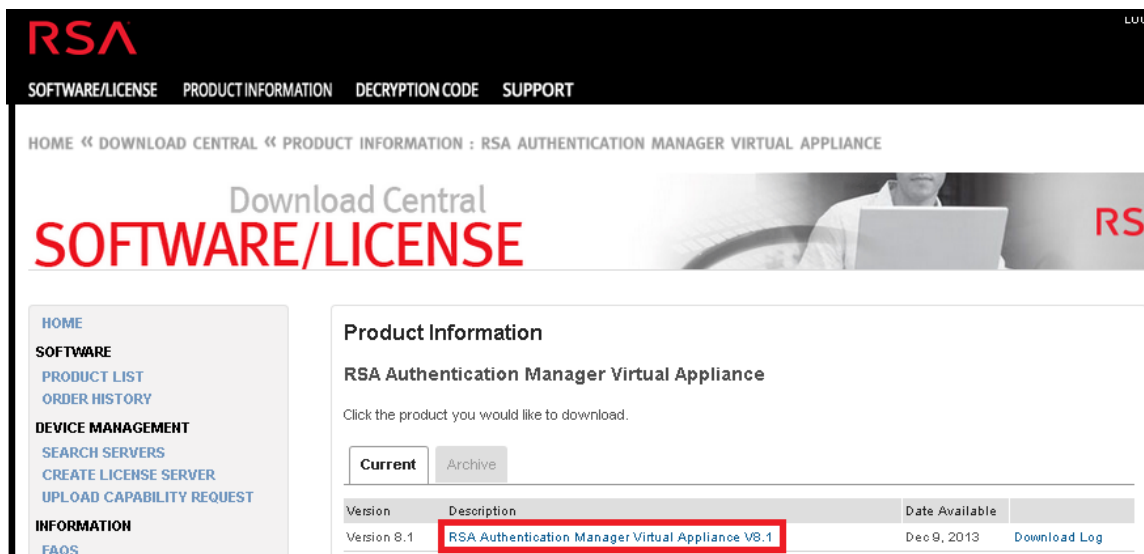 RSA
SOFTWARE/LICENSE PRODUCT INFORMATION DECRYPTION CODE SUPPORT
HOME « DOWNLOAD CENTRAL « PRODUCT INFORMATION : RSA AUTHENTICATION MANAGER VIRTUAL APPLIANCE
Download Central
SOFTWARE/LICENSE
RS
HOME
SOFTWARE
PRODUCT LIST
ORDER HISTORY
DEVICE MANAGEMENT
SEARCH SERVERS
CREATE LICENSE SERVER
UPLOAD CAPABILITY REQUEST
INFORMATION
FAQS
Product Information
RSA Authentication Manager Virtual Appliance
Click the product you would like to download.
Current Archive
Version Description Date Available
Version 8.1 RSA Authentication Manager Virtual Appliance V8.1 Dec 9, 2013 Download Log